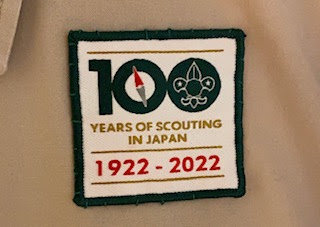 100
YEARS OF SCOUTING
IN JAPAN
1922 - 2022